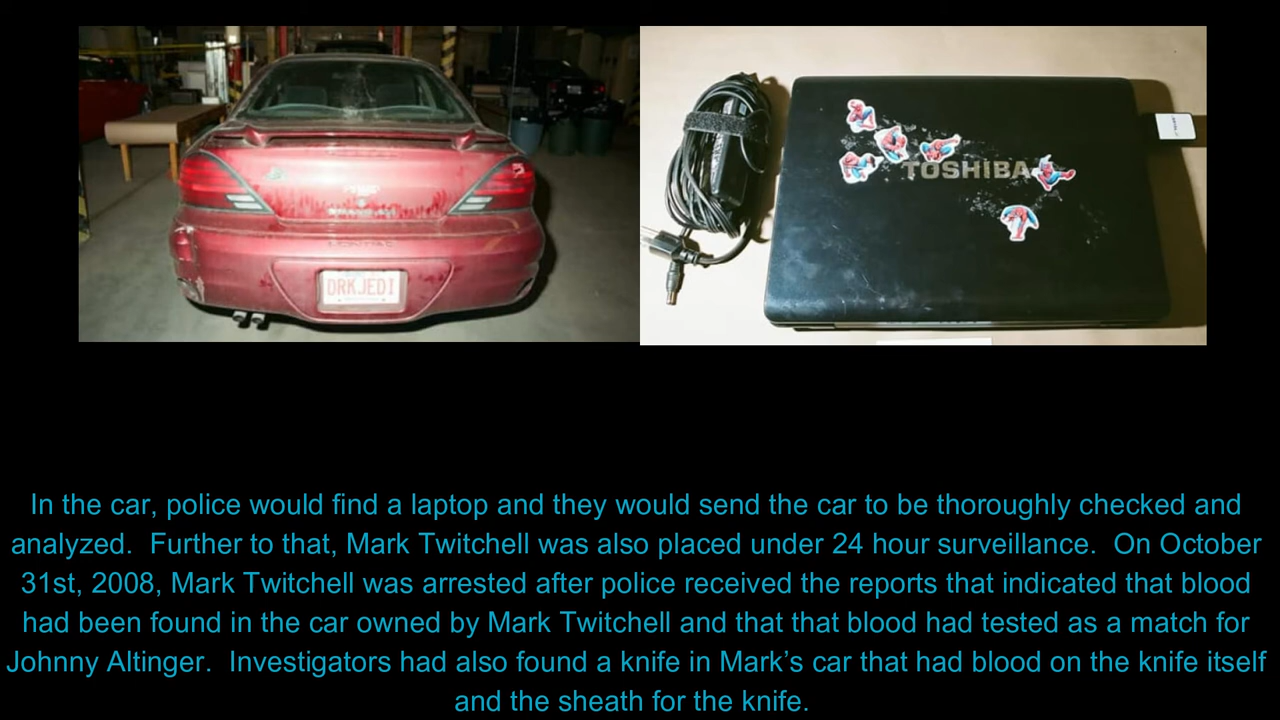 DRKJEDI
TOSHIBA
In the car, police would find a laptop and they would send the car to be thoroughly checked and
analyzed.  Further to that, Mark Twitchell was also placed under 24 hour surveillance.  On October
31st, 2008, Mark Twitchell was arrested after police received the reports that indicated that blood
had been found in the car owned by Mark Twitchell and that that blood had tested as a match for
Johnny Altinger.  Investigators had also found a knife in Mark’s car that had blood on the knife itself
and the sheath for the knife.